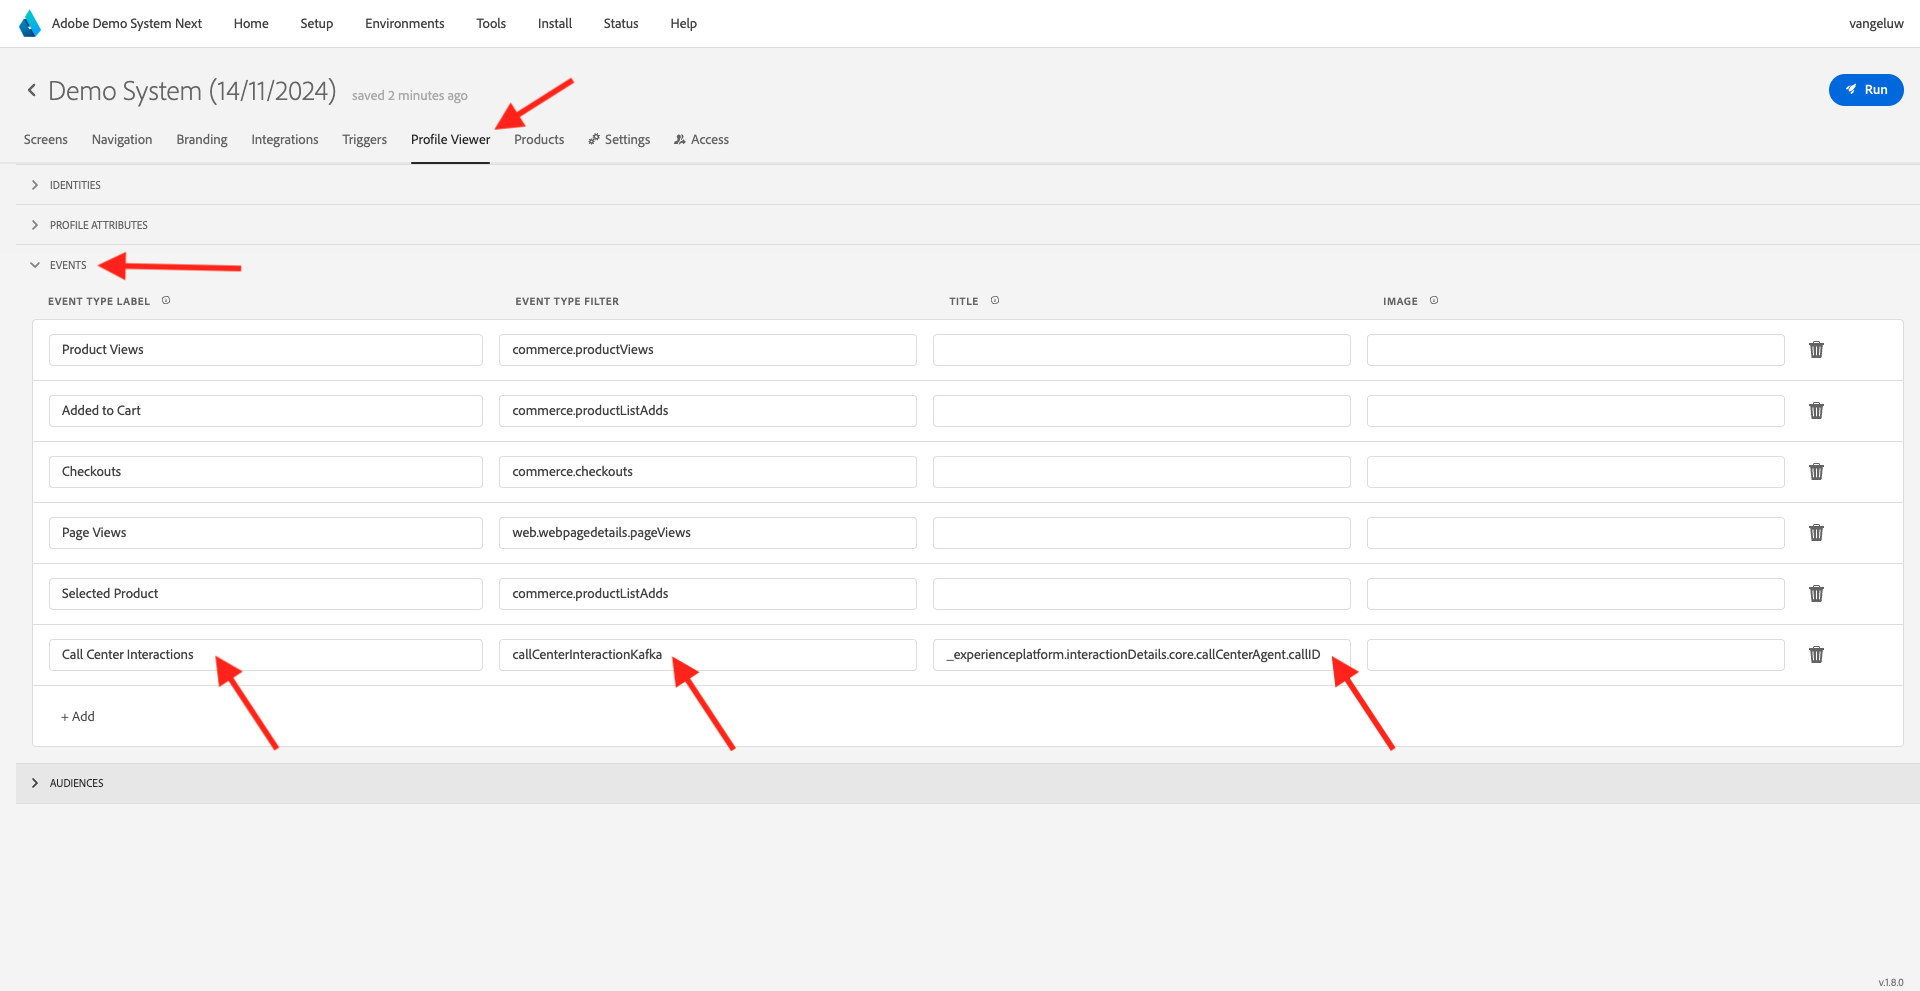 Adobe Demo System Next Home Setup Environments Tools Install Status Help vangeluw
Demo System (14/11/2024) saved 2 minutes ago Run
Screens Navigation Branding Integrations Triggers Profile Viewer Products Settings Access
IDENTITIES
PROFILE ATTRIBUTES
EVENTS
EVENT TYPE LABEL EVENT TYPE FILTER TITLE IMAGE
Product Views commerce.productViews
Added to Cart commerce.productListAdds
Checkouts commerce.checkouts
Page Views web.webpagedetails.pageViews
Selected Product commerce.productListAdds
Call Center Interactions callCenterInteractionKafka _experienceplatform.interactionDetails.core.callCenterAgent.callID
+ Add
AUDIENCES
v.1.8.0